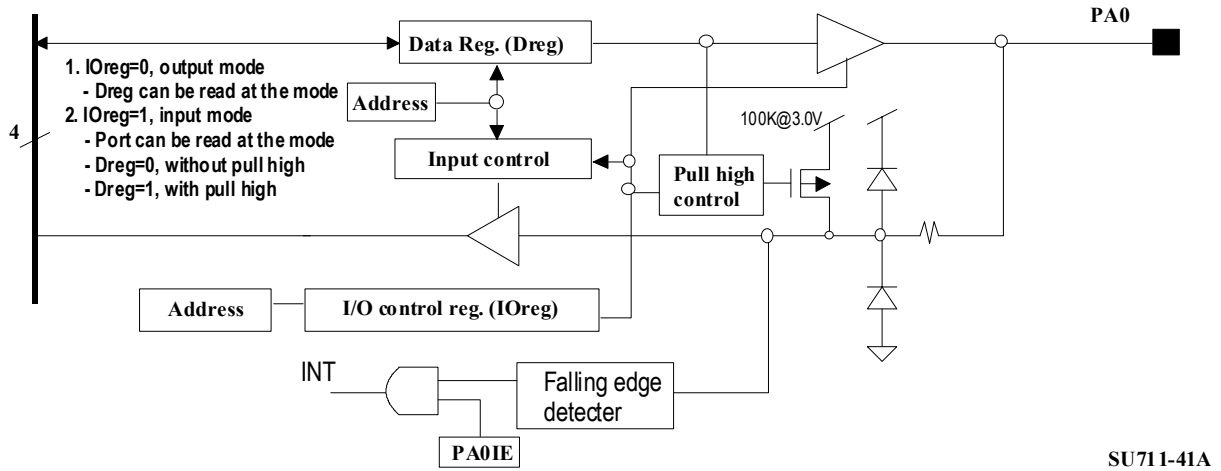 PA0
Data Reg. (Dreg)
1. IOreg=0, output mode
- Dreg can be read at the mode
2. IOreg=1, input mode
- Port can be read at the mode
- Dreg=0, without pull high
- Dreg=1, with pull high
4
Address
100K@3.0V
Input control
Pull high
control
Address
I/O control reg. (IOreg)
INT
Falling edge
detecter
PA0IE
SU711-41A